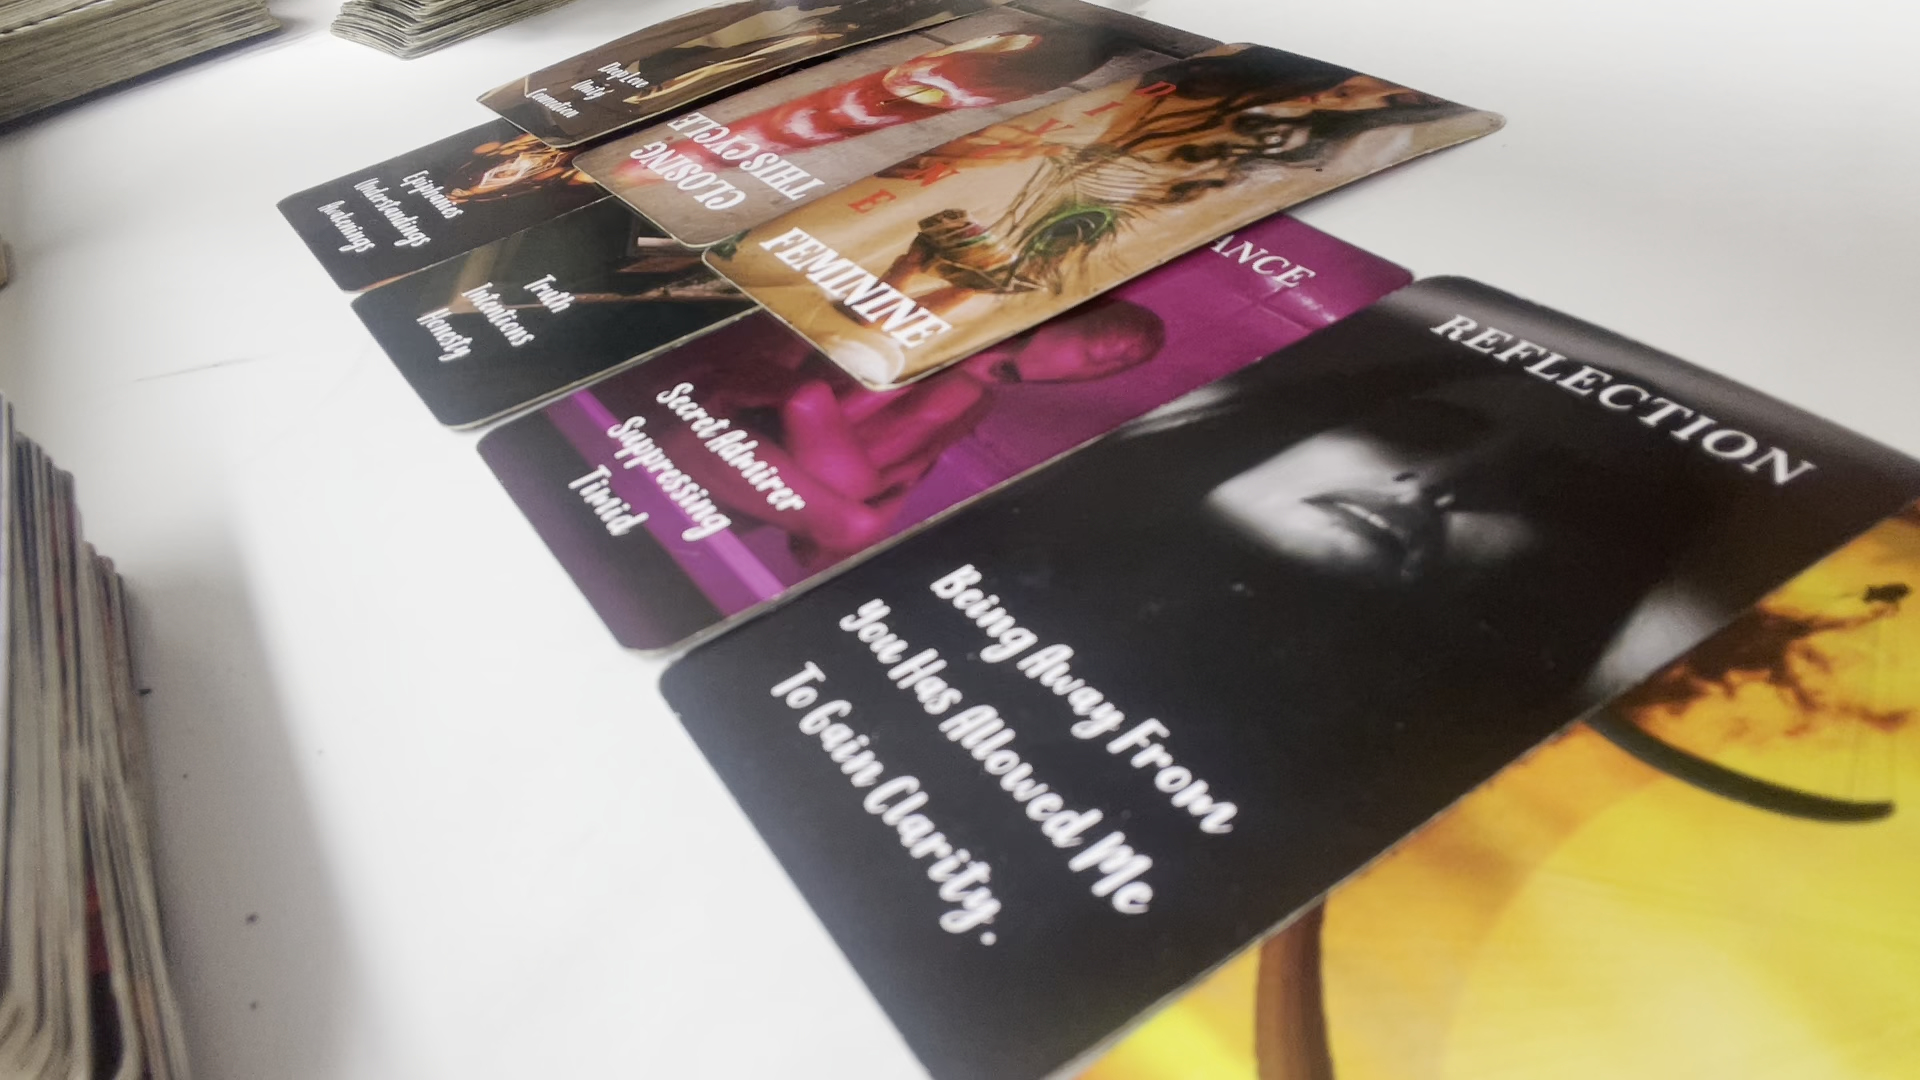 Deep Love
Unity
Connection
CLOSING
THIS CYCLE
DIVINE
FEMININE
Epiphanies
Understandings
Awakenings
Truth
Intentions
Honesty
ANCE
Secret Admirer
Suppressing
Timid
REFLECTION
Being Away From
You Has Allowed Me
To Gain Clarity.